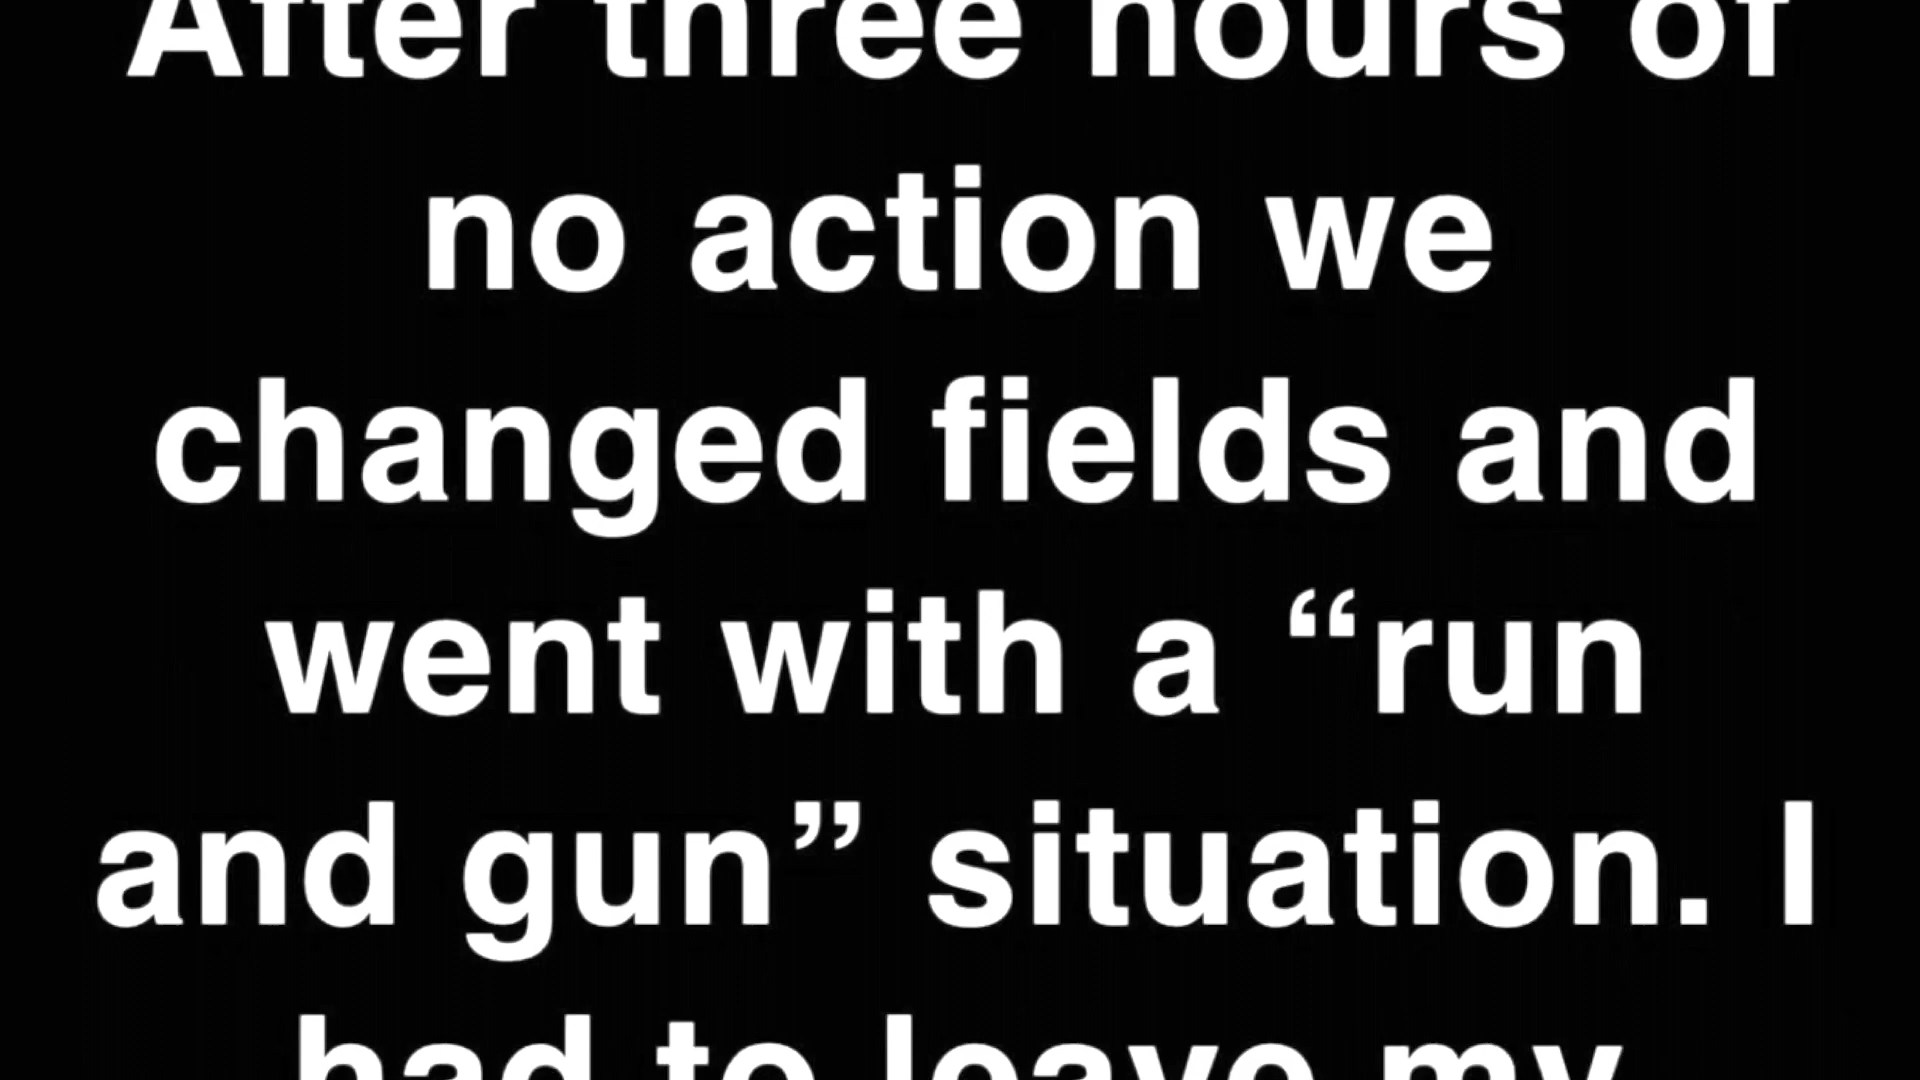 After three hours of
no action we
changed fields and
went with a “run
and gun” situation. I
had to leave my